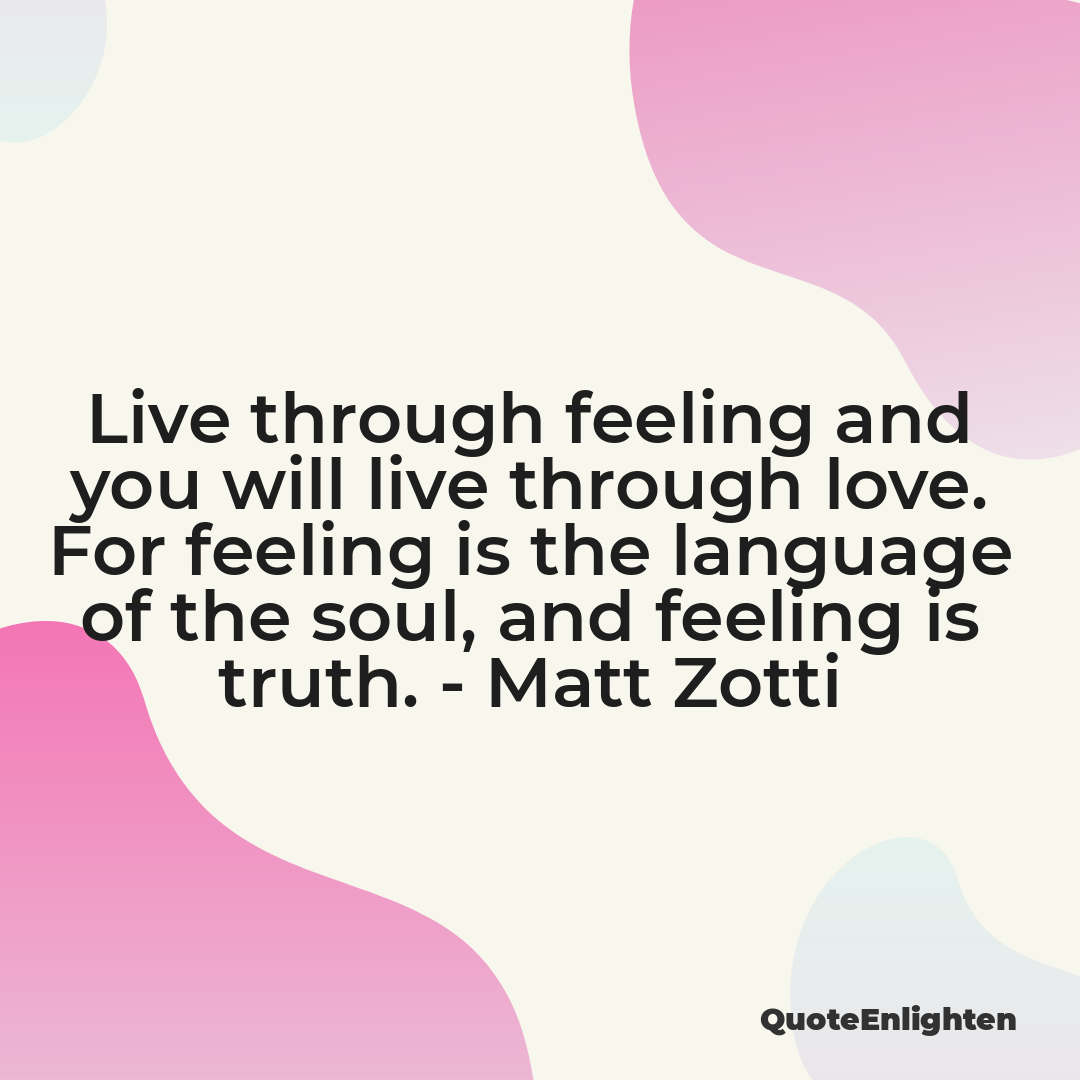 Live through feeling and
you will live through love.
For feeling is the language
of the soul, and feeling is
truth. - Matt Zotti
QuoteEnlighten